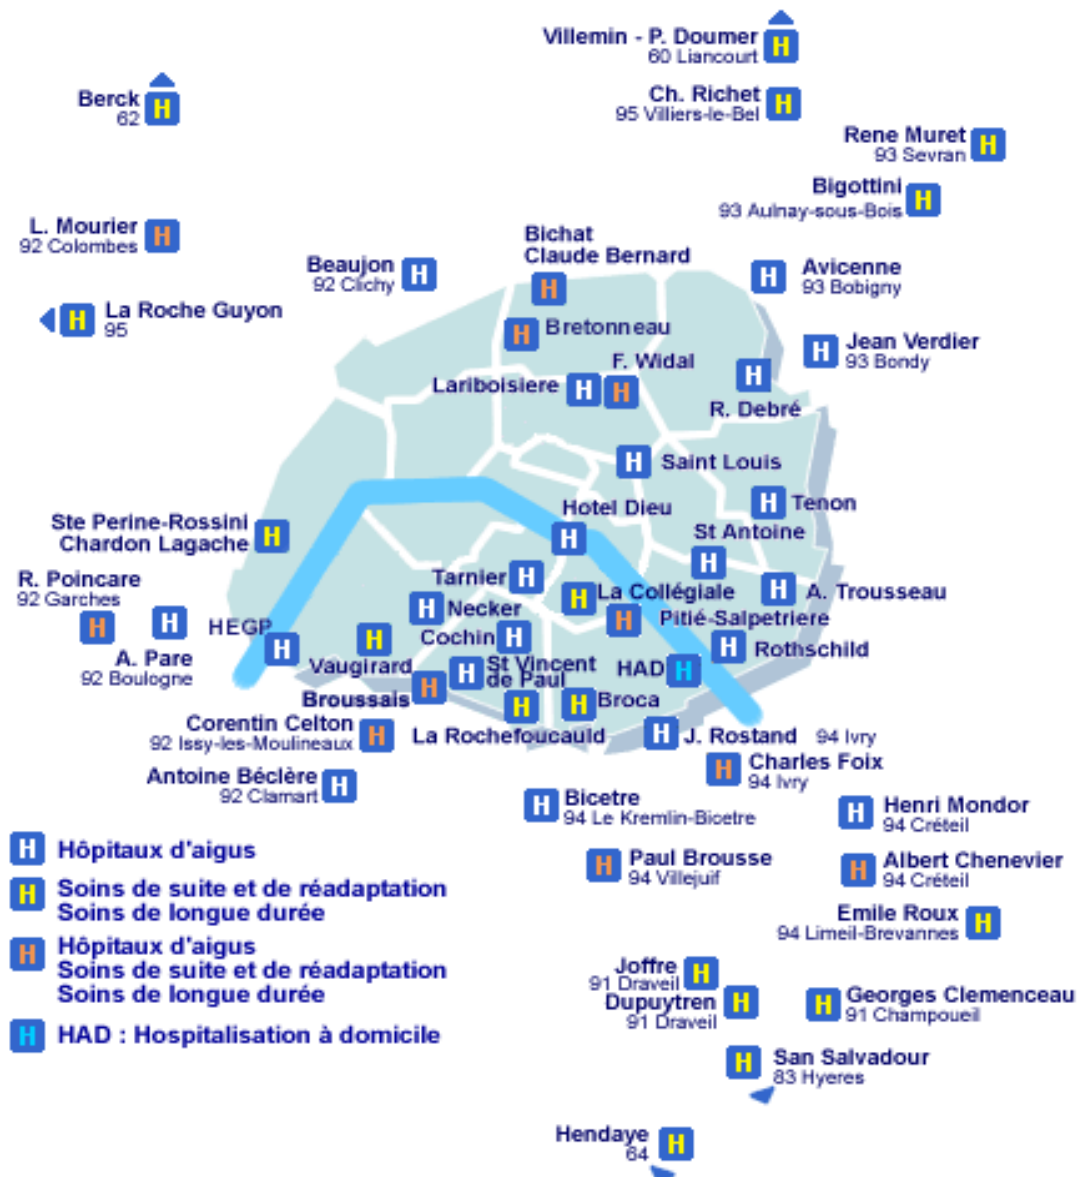 Villemin - P. Doumer
60 Liancourt
Berck
62
Ch. Richet
95 Villiers-le-Bel
Rene Muret
93 Sevran
Bigottini
93 Aulnay-sous-Bois
L. Mourier
92 Colombes
Bichat
Claude Bernard
Beaujon
92 Clichy
Avicenne
93 Bobigny
La Roche Guyon
95
Bretonneau
Jean Verdier
93 Bondy
F. Widal
Lariboisiere
R. Debré
Saint Louis
Hotel Dieu
Tenon
Ste Perine-Rossini
Chardon Lagache
St Antoine
R. Poincare
92 Garches
Tarnier
La Collégiale
A. Trousseau
Necker
HEGP
Pitié-Salpetriere
Cochin
Rothschild
A. Pare
92 Boulogne
Vaugirard
St Vincent
de Paul
HAD
Broussais
Broca
Corentin Celton
92 Issy-les-Moulineaux
La Rochefoucauld
J. Rostand 94 Ivry
Charles Foix
94 Ivry
Antoine Béclère
92 Clamart
Bicetre
94 Le Kremlin-Bicetre
Henri Mondor
94 Créteil
Paul Brousse
94 Villejuif
Albert Chenevier
94 Créteil
Emile Roux
94 Limeil-Brevannes
Joffre
91 Draveil
Dupuytren
91 Draveil
Georges Clemenceau
91 Champcueil
San Salvadour
83 Hyeres
Hendaye
64
H Hôpitaux d'aigus
H Soins de suite et de réadaptation
Soins de longue durée
H Hôpitaux d'aigus
Soins de suite et de réadaptation
Soins de longue durée
H HAD : Hospitalisation à domicile